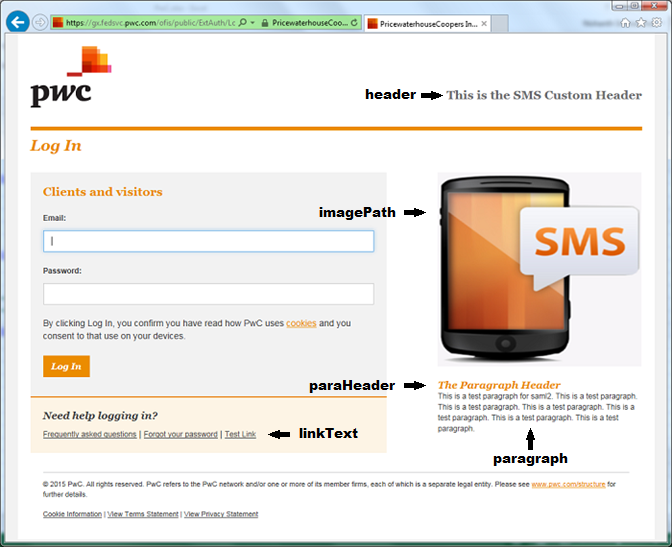 https://gx.fedsvc.pwc.com/ofis/public/ExtAuth/Lc
PricewaterhouseCoo...
PricewaterhouseCoopers In...
pwc
header
This is the SMS Custom Header
Log In
Clients and visitors
Email:
Password:
By clicking Log In, you confirm you have read how PwC uses cookies and you
consent to that use on your devices.
Log In
Need help logging in?
Frequently asked questions | Forgot your password | Test Link
linkText
imagePath
SMS
paraHeader
The Paragraph Header
This is a test paragraph for saml2. This is a test paragraph.
This is a test paragraph. This is a test paragraph. This is a
test paragraph. This is a test paragraph. This is a test
paragraph.
paragraph
© 2015 PwC. All rights reserved. PwC refers to the PwC network and/or one or more of its member firms, each of which is a separate legal entity. Please see www.pwc.com/structure for
further details.
Cookie Information | View Terms Statement | View Privacy Statement